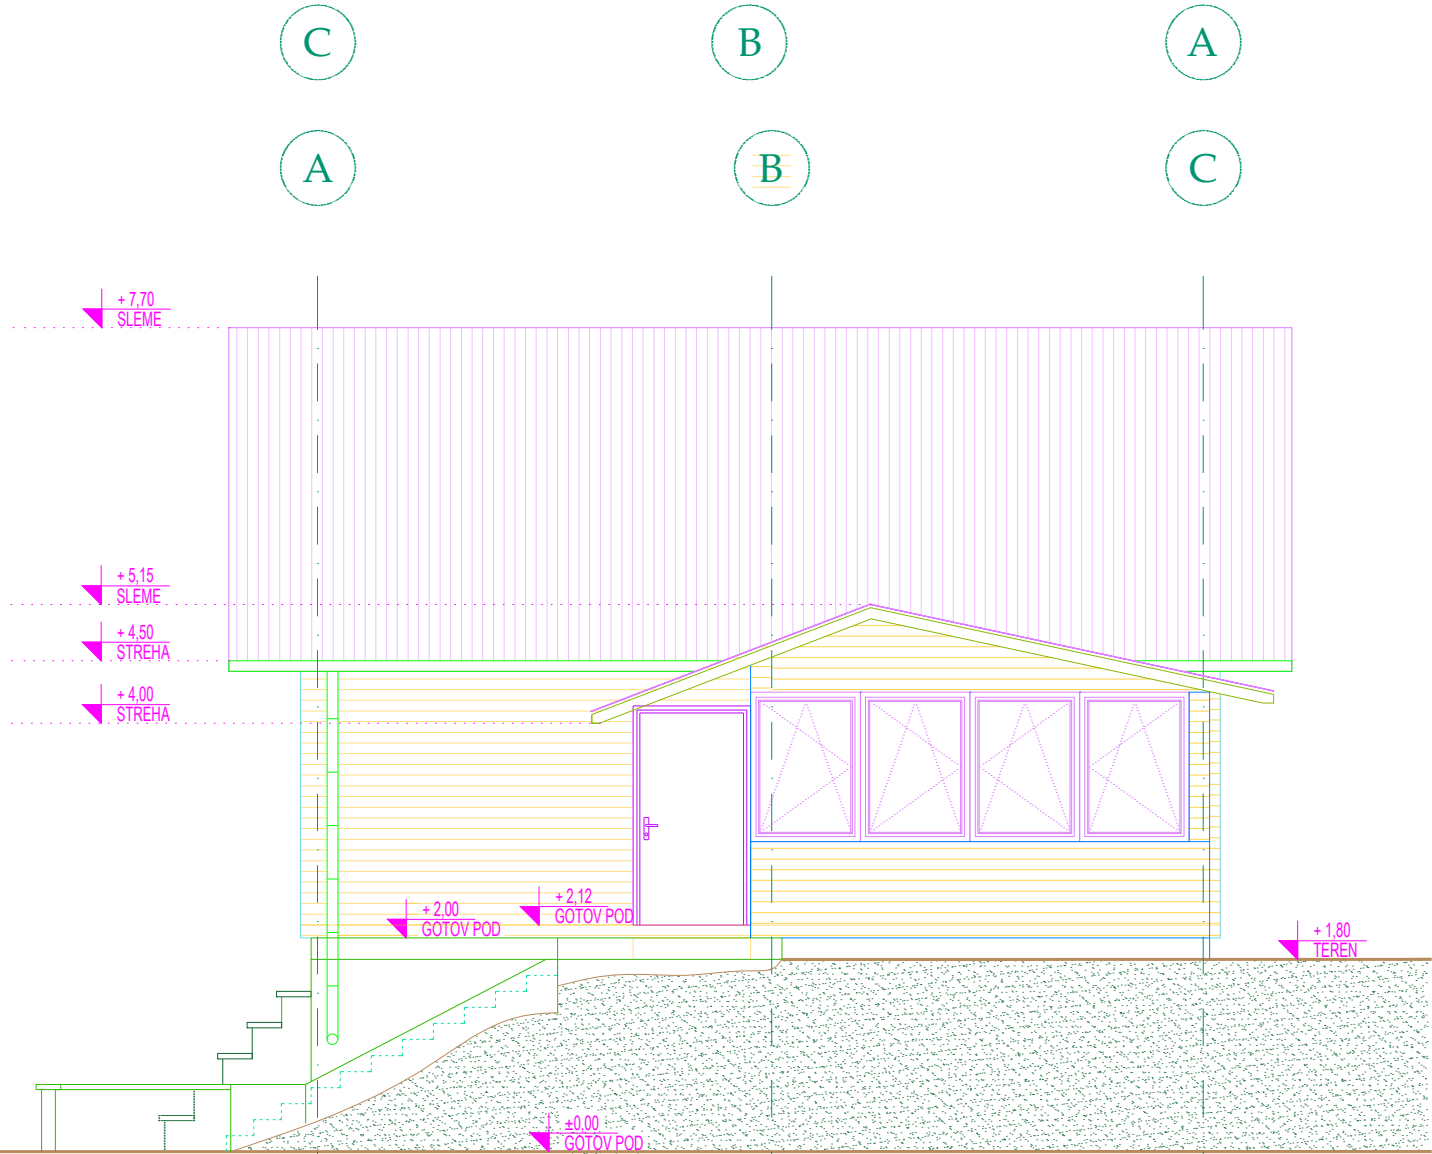 C B A
A B C
+ 7,70
SLEME
+ 5,15
SLEME
+ 4,50
STREHA
+ 4,00
STREHA
+ 2,12
GOTOV POD
+ 2,00
GOTOV POD
+ 1,80
TEREN
±0,00
GOTOV POD